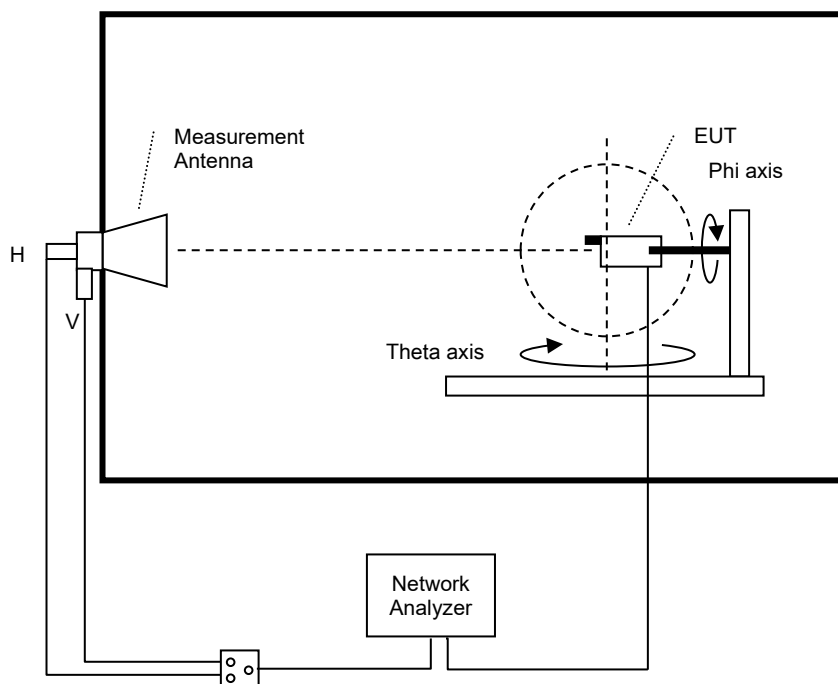 Measurement
Antenna
EUT
Phi axis
H
V
Theta axis
Network
Analyzer